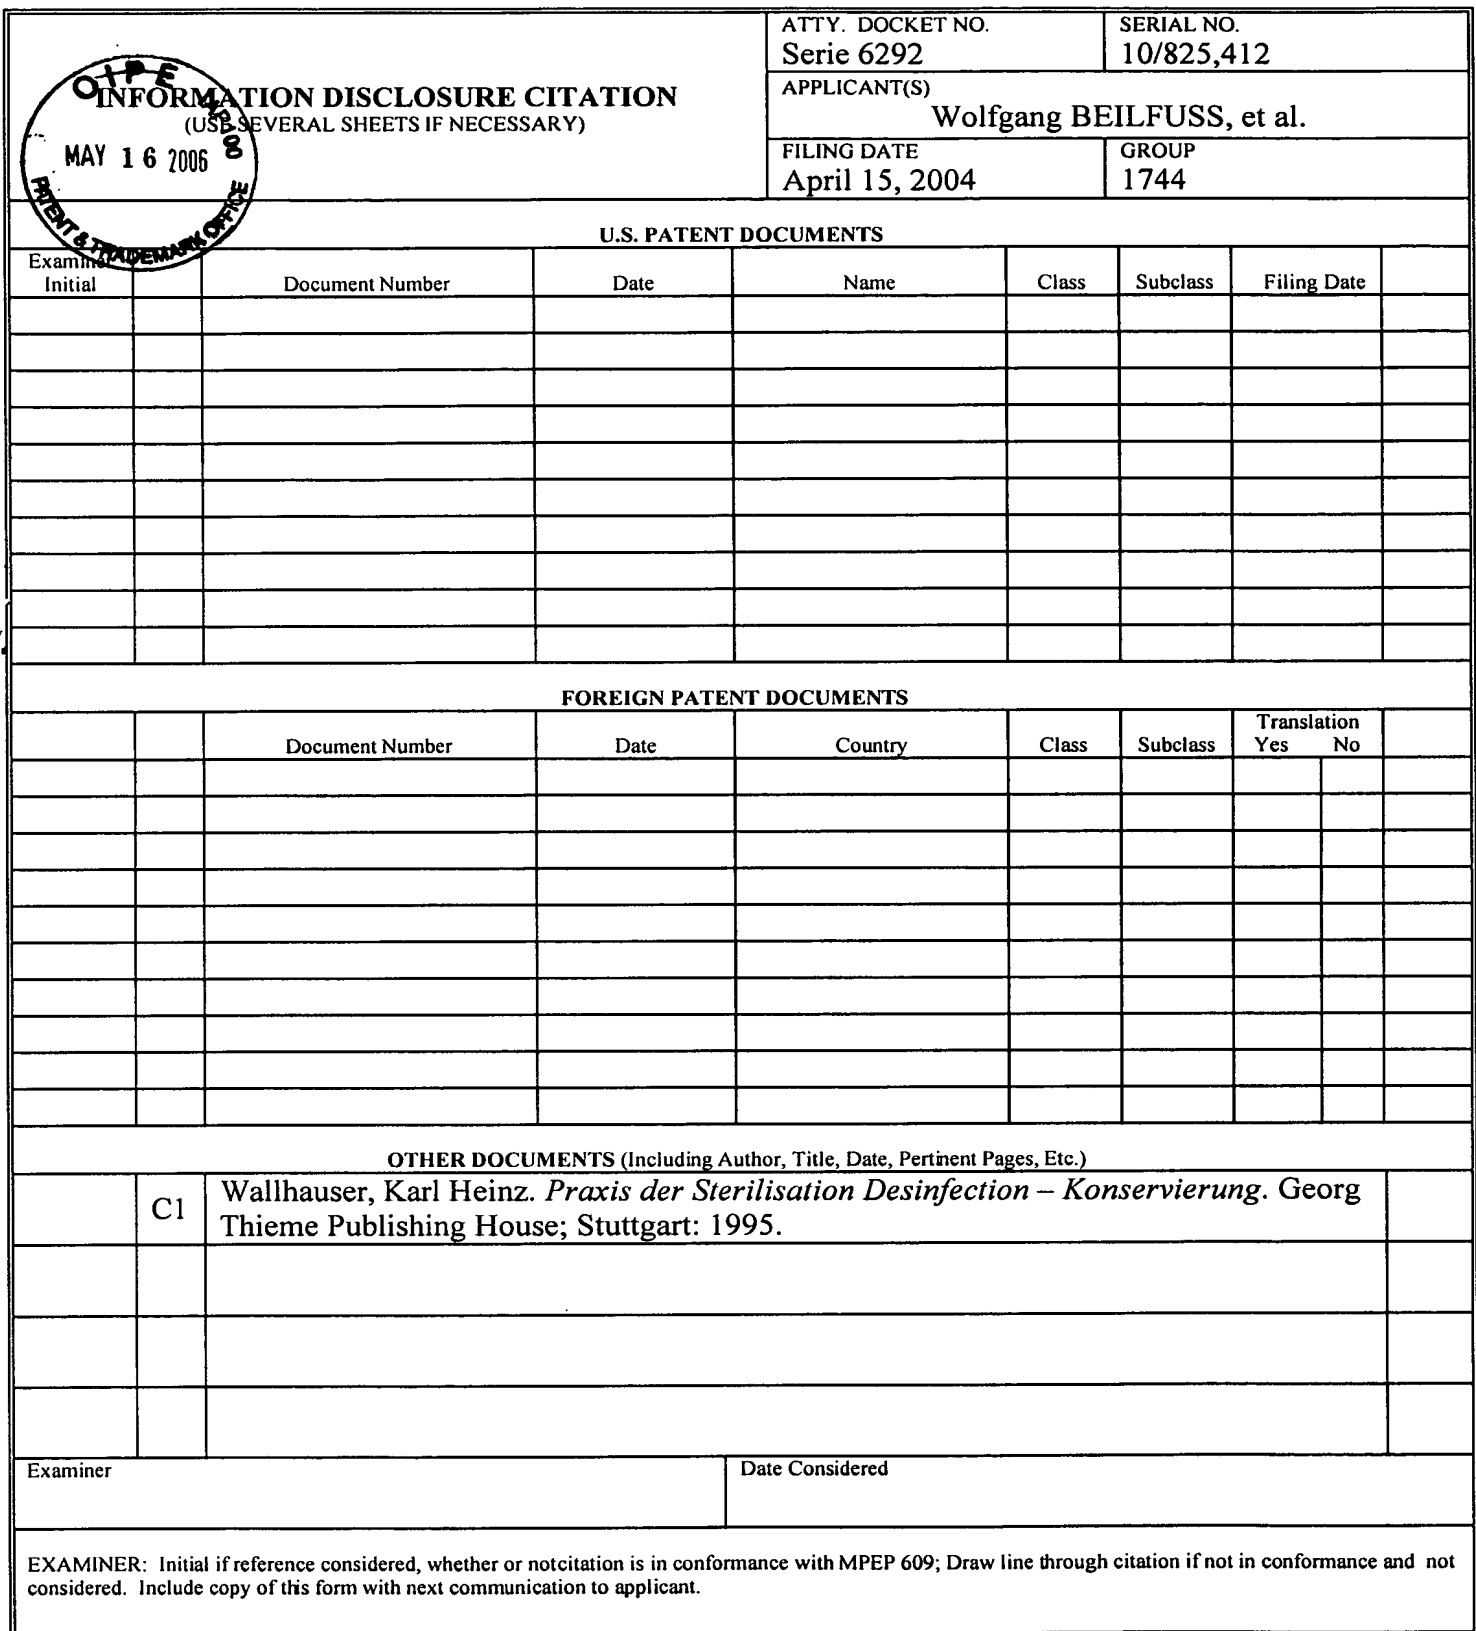 ATTY. DOCKET NO.
Serie 6292
SERIAL NO.
10/825,412
OIPE
AP100
MAY 16 2006
PATENT & TRADEMARK OFFICE
INFORMATION DISCLOSURE CITATION
(USE SEVERAL SHEETS IF NECESSARY)
APPLICANT(S)
Wolfgang BEILFUSS, et al.
FILING DATE
April 15, 2004
GROUP
1744
U.S. PATENT DOCUMENTS
Examiner
Initial
Document Number
Date
Name
Class
Subclass
Filing Date
FOREIGN PATENT DOCUMENTS
Document Number
Date
Country
Class
Subclass
Translation
Yes No
OTHER DOCUMENTS (Including Author, Title, Date, Pertinent Pages, Etc.)
C1
Wallhauser, Karl Heinz. Praxis der Sterilisation Desinfection – Konservierung. Georg
Thieme Publishing House; Stuttgart: 1995.
Examiner
Date Considered
EXAMINER: Initial if reference considered, whether or notcitation is in conformance with MPEP 609; Draw line through citation if not in conformance and not
considered. Include copy of this form with next communication to applicant.